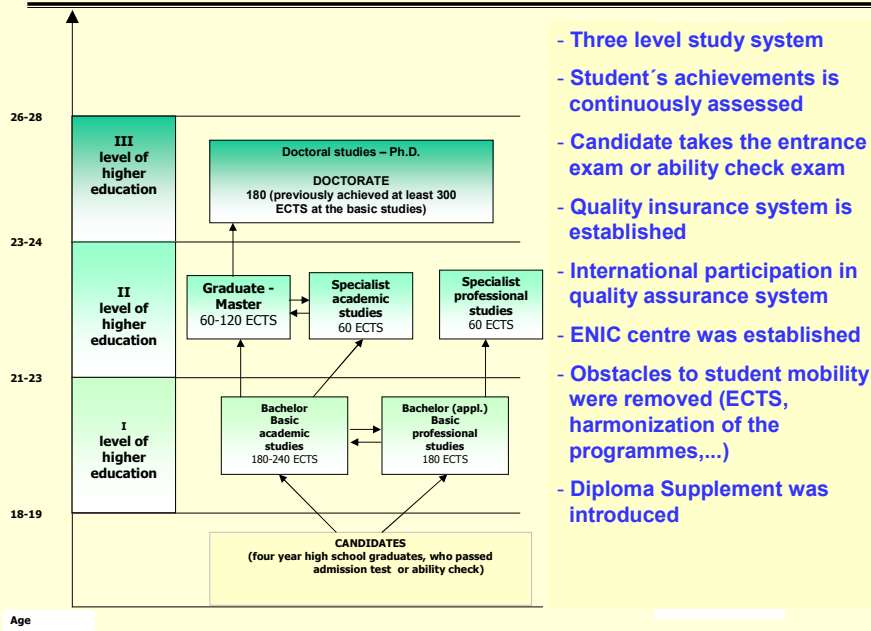 26-28
III
level of
higher
education
Doctoral studies – Ph.D.
DOCTORATE
180 (previously achieved at least 300
ECTS at the basic studies)
23-24
II
level of
higher
education
Graduate -
Master
60-120 ECTS
Specialist
academic
studies
60 ECTS
Specialist
professional
studies
60 ECTS
21-23
I
level of
higher
education
Bachelor
Basic
academic
studies
180-240 ECTS
Bachelor (appl.)
Basic
professional
studies
180 ECTS
18-19
CANDIDATES
(four year high school graduates, who passed
admission test or ability check)
Age
- Three level study system
- Student´s achievements is
continuously assessed
- Candidate takes the entrance
exam or ability check exam
- Quality insurance system is
established
- International participation in
quality assurance system
- ENIC centre was established
- Obstacles to student mobility
were removed (ECTS,
harmonization of the
programmes,...)
- Diploma Supplement was
introduced